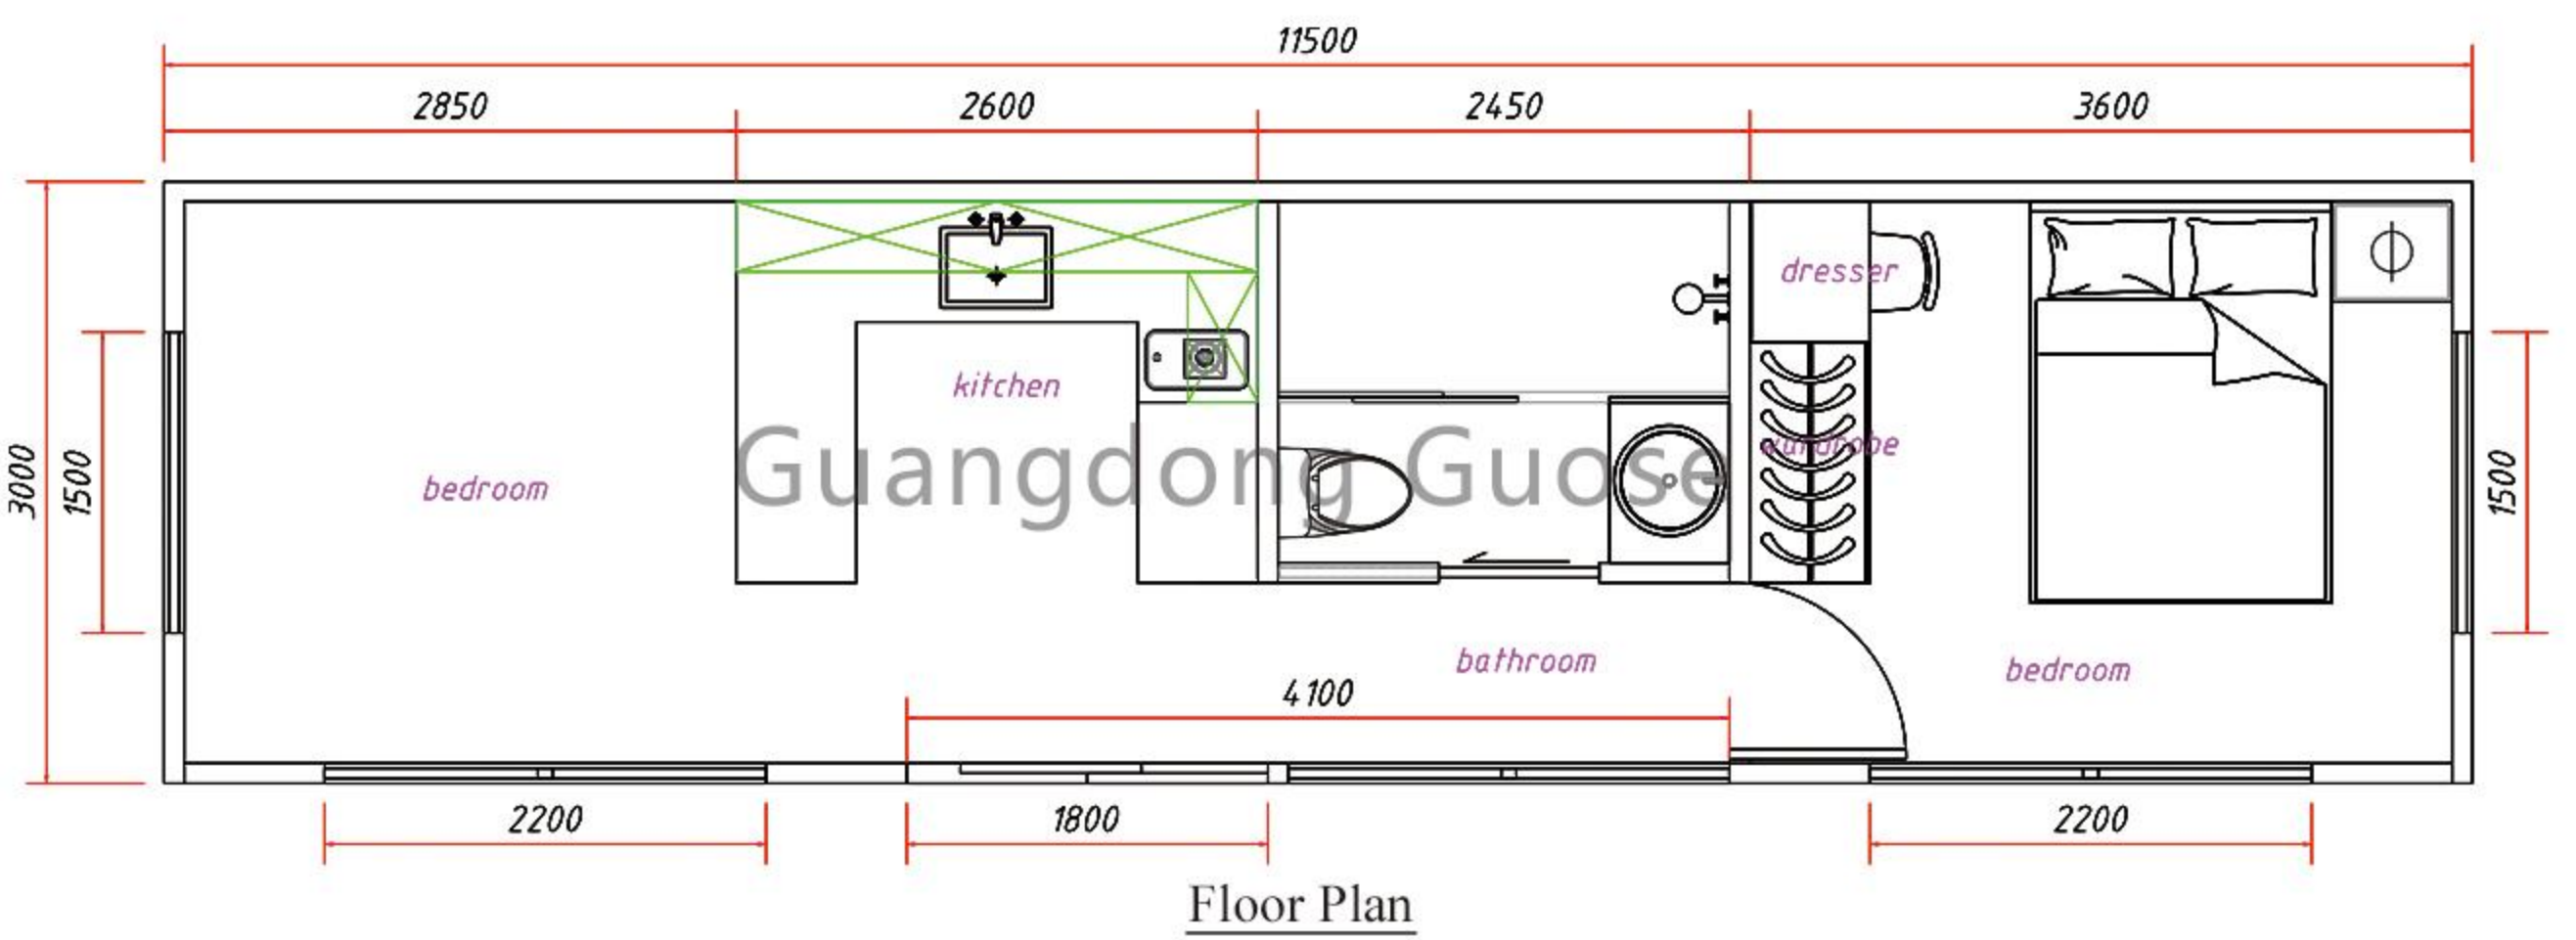 11500
2850 2600 2450 3600
dresser
kitchen
wardrobe
Guangdong Guose
bedroom
3000
1500
1500
bathroom
bedroom
4100
2200 1800 2200
Floor Plan